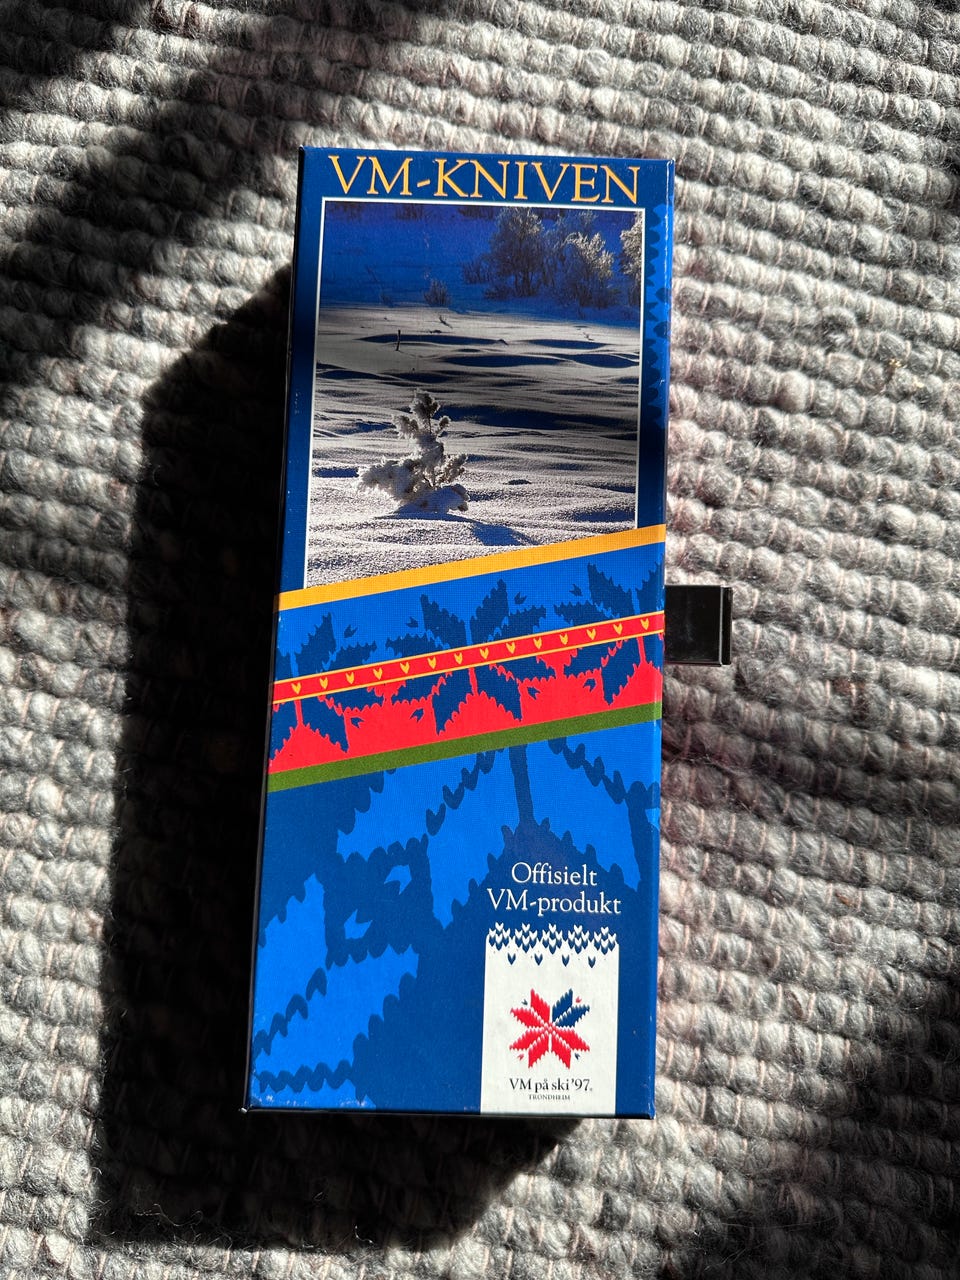 VM-KNIVEN
Offisielt
VM-produkt
VM på ski '97
TRONDHEIM